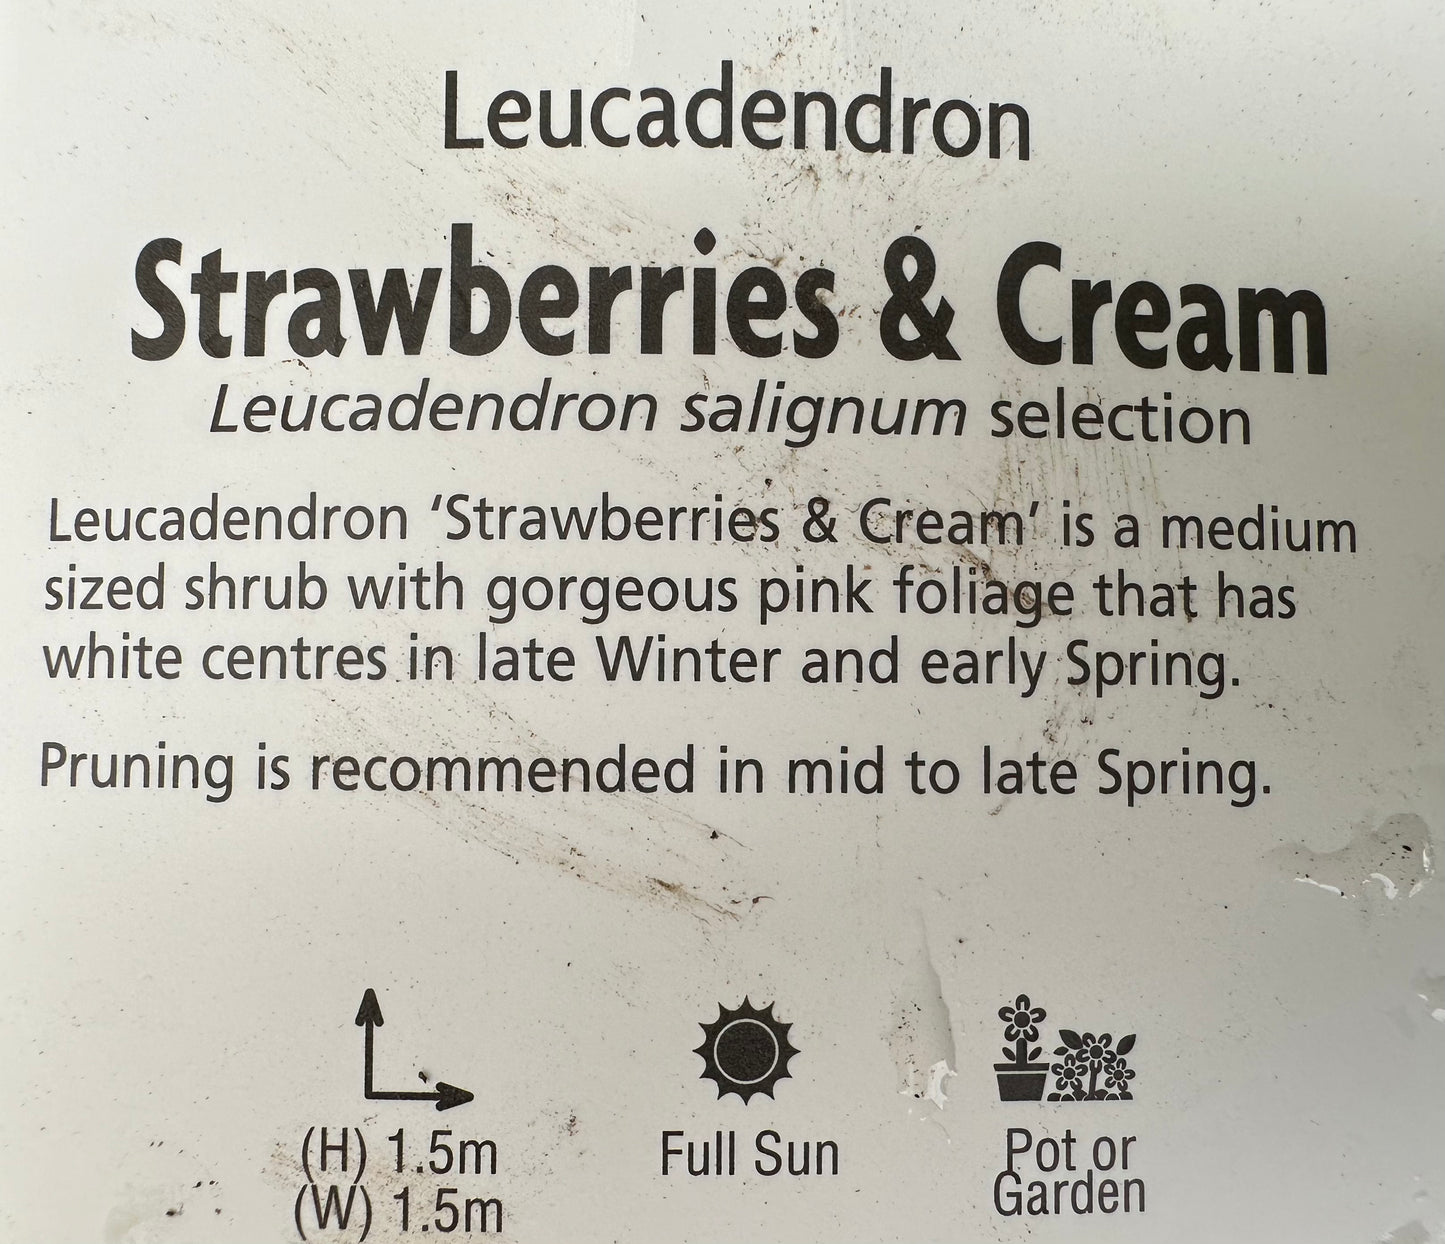 Leucadendron
Strawberries & Cream
Leucadendron salignum selection
Leucadendron ‘Strawberries & Cream’ is a medium
sized shrub with gorgeous pink foliage that has
white centres in late Winter and early Spring.
Pruning is recommended in mid to late Spring.
(H) 1.5m
(W) 1.5m
Full Sun
Pot or
Garden